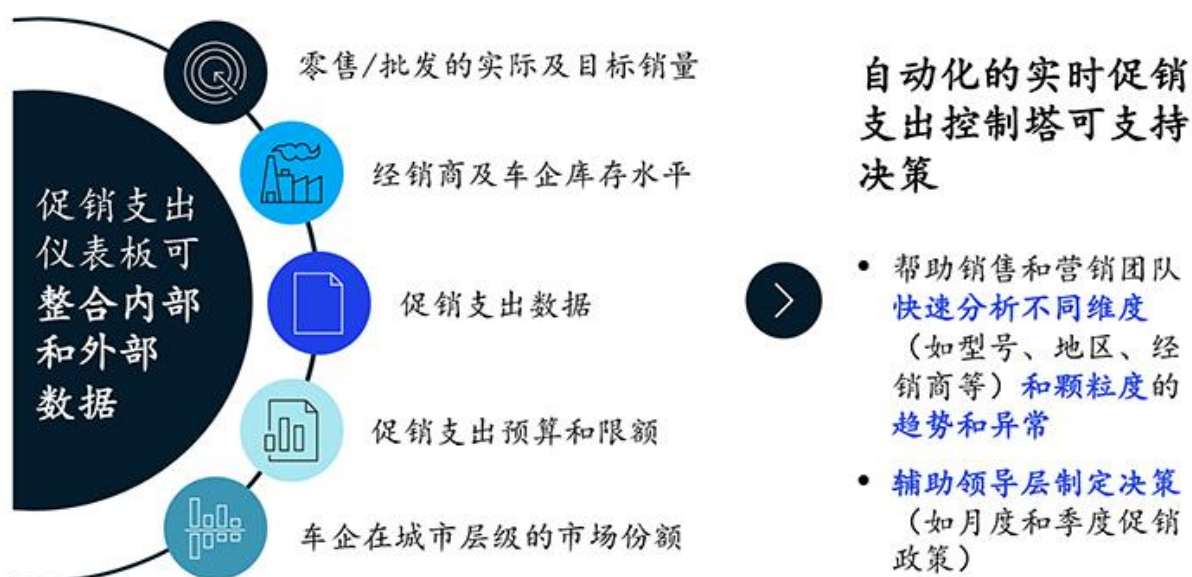 促销支出
仪表板可
整合内部
和外部
数据
零售/批发的实际及目标销量
经销商及车企库存水平
促销支出数据
促销支出预算和限额
车企在城市层级的市场份额
自动化的实时促销
支出控制塔可支持
决策
• 帮助销售和营销团队
快速分析不同维度
（如型号、地区、经
销商等）和颗粒度的
趋势和异常
• 辅助领导层制定决策
（如月度和季度促销
政策）